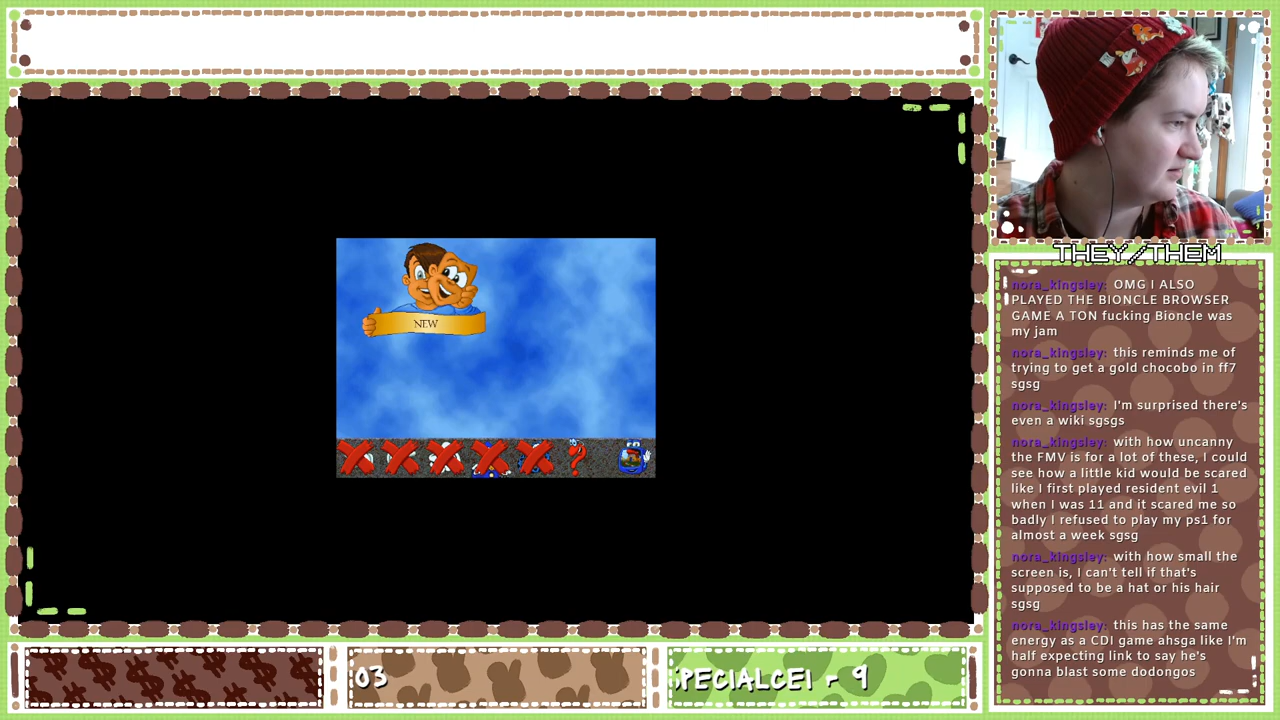 NEW
03
SPECIALCEI - 9
THEY/THEM
nora_kingsley: OMG I ALSO
PLAYED THE BIONCLE BROWSER
GAME A TON fucking Bioncle was
my jam
nora_kingsley: this reminds me of
trying to get a gold chocobo in ff7
sgsg
nora_kingsley: I'm surprised there's
even a wiki sgsgs
nora_kingsley: with how uncanny
the FMV is for a lot of these, I could
see how a little kid would be scared
like I first played resident evil 1
when I was 11 and it scared me so
badly I refused to play my ps1 for
almost a week sgsg
nora_kingsley: with how small the
screen is, I can't tell if that's
supposed to be a hat or his hair
sgsg
nora_kingsley: this has the same
energy as a CDI game ahsga like I'm
half expecting link to say he's
gonna blast some dodongos